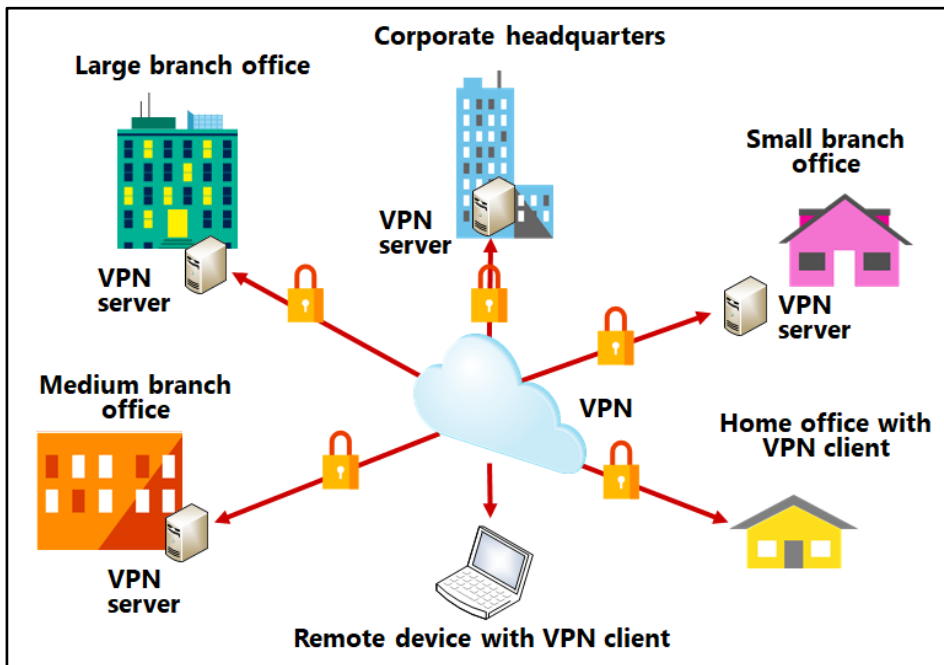 Corporate headquarters
Large branch office
Small branch
office
VPN
server
VPN
server
VPN
server
Medium branch
office
VPN
Home office with
VPN client
VPN
server
Remote device with VPN client